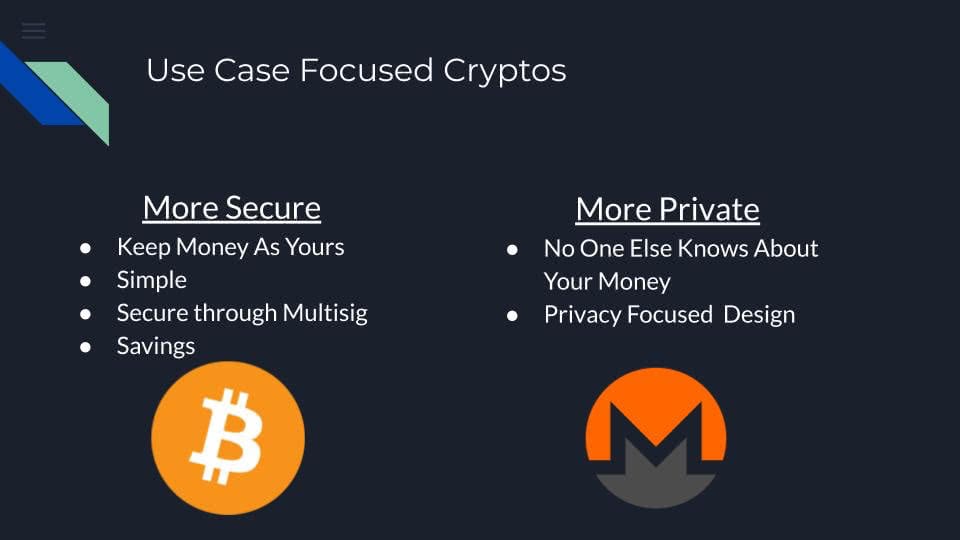 Use Case Focused Cryptos
More Secure
● Keep Money As Yours
● Simple
● Secure through Multisig
● Savings
More Private
● No One Else Knows About
Your Money
● Privacy Focused  Design